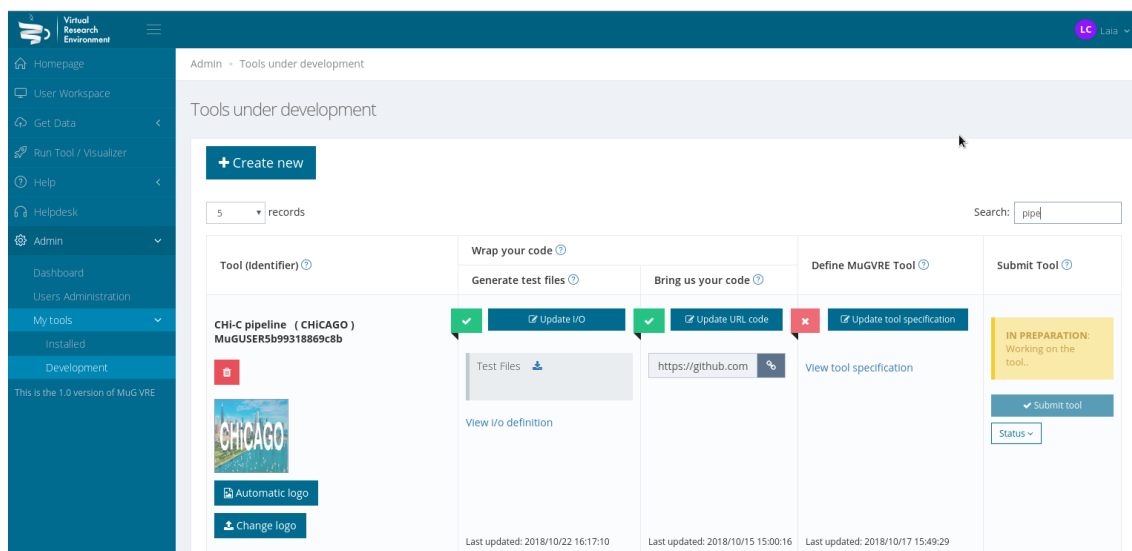 Virtual
Research
Environment
LC Laia
Homepage
User Workspace
Get Data
Run Tool / Visualizer
Help
Helpdesk
Admin
Dashboard
Users Administration
My tools
Installed
Development
This is the 1.0 version of MuG VRE
Admin Tools under development
Tools under development
Create new
5 records
Search: pipe
Tool (Identifier)
Wrap your code
Generate test files
Bring us your code
Define MuGVRE Tool
Submit Tool
CHi-C pipeline ( CHiCAGO )
MuGUSER5b99318869c8b
CHiCAGO
Automatic logo
Change logo
Update I/O
Test Files
View i/o definition
Last updated: 2018/10/22 16:17:10
Update URL code
https://github.com
Last updated: 2018/10/15 15:00:16
Update tool specification
View tool specification
Last updated: 2018/10/17 15:49:29
IN PREPARATION:
Working on the
tool..
Submit tool
Status